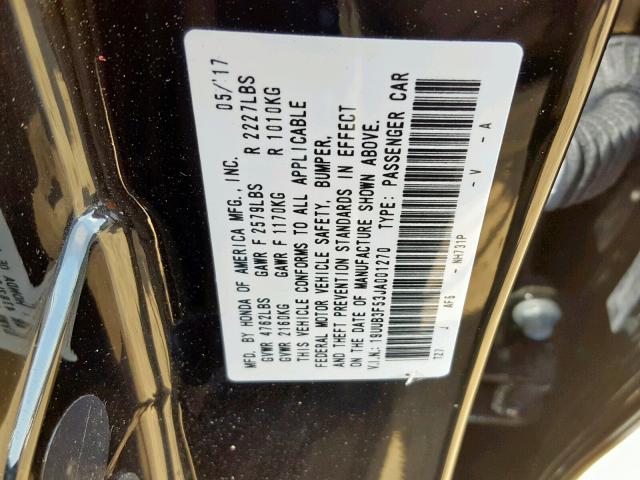 05/'17
MFD. BY HONDA OF AMERICA MFG., INC.
GVWR 4762LBS GAWR F 2579LBS R 2227LBS
GVWR 2160KG GAWR F 1170KG R 1010KG
THIS VEHICLE CONFORMS TO ALL APPLICABLE
FEDERAL MOTOR VEHICLE SAFETY, BUMPER,
AND THEFT PREVENTION STANDARDS IN EFFECT
ON THE DATE OF MANUFACTURE SHOWN ABOVE.
V.I.N.: 19UUB3F53JA001270 TYPE: PASSENGER CAR
T27 J AF6 - NH731P - V - A